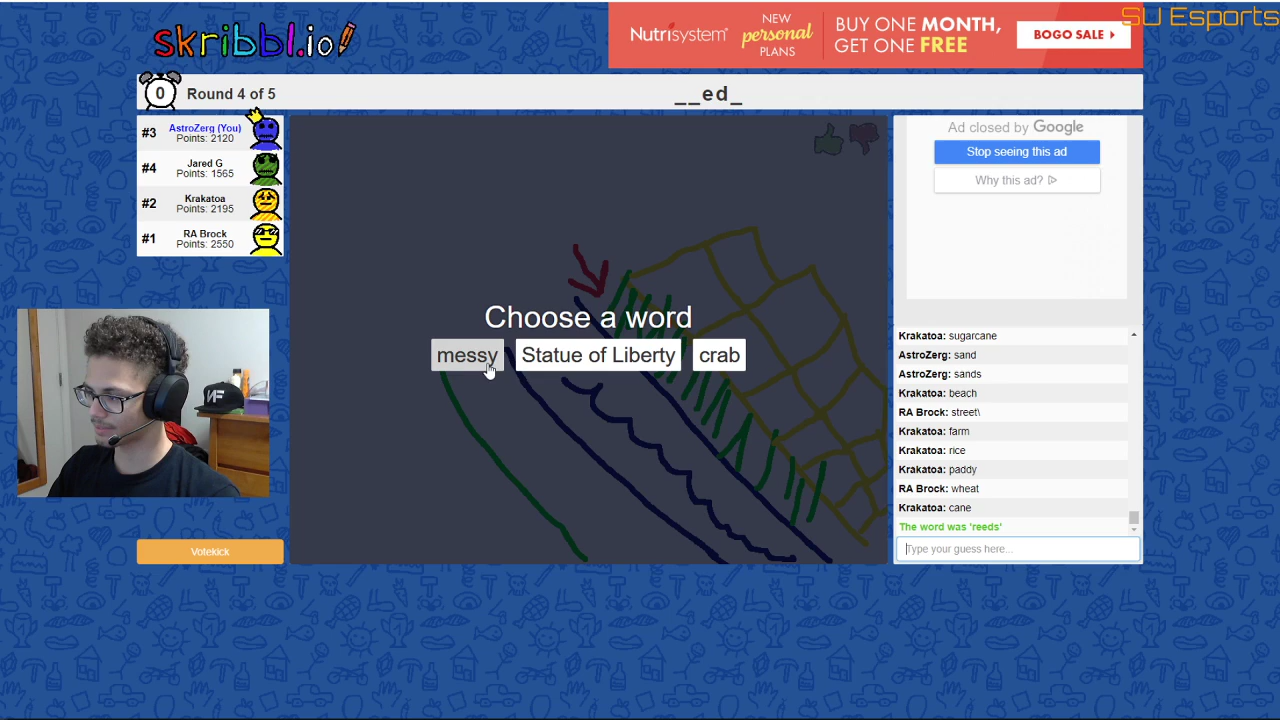 SU Esports
skribbl.io
Nutrisystem®
NEW
personal
PLANS
BUY ONE MONTH,
GET ONE FREE
BOGO SALE
0
Round 4 of 5
__ed_
#3
AstroZerg (You)
Points: 2120
#4
Jared G
Points: 1565
#2
Krakatoa
Points: 2195
#1
RA Brock
Points: 2550
Votekick
Choose a word
messy
Statue of Liberty
crab
Ad closed by Google
Stop seeing this ad
Why this ad?
Krakatoa: sugarcane
AstroZerg: sand
AstroZerg: sands
Krakatoa: beach
RA Brock: street\
Krakatoa: farm
Krakatoa: rice
Krakatoa: paddy
RA Brock: wheat
Krakatoa: cane
The word was 'reeds'
Type your guess here...